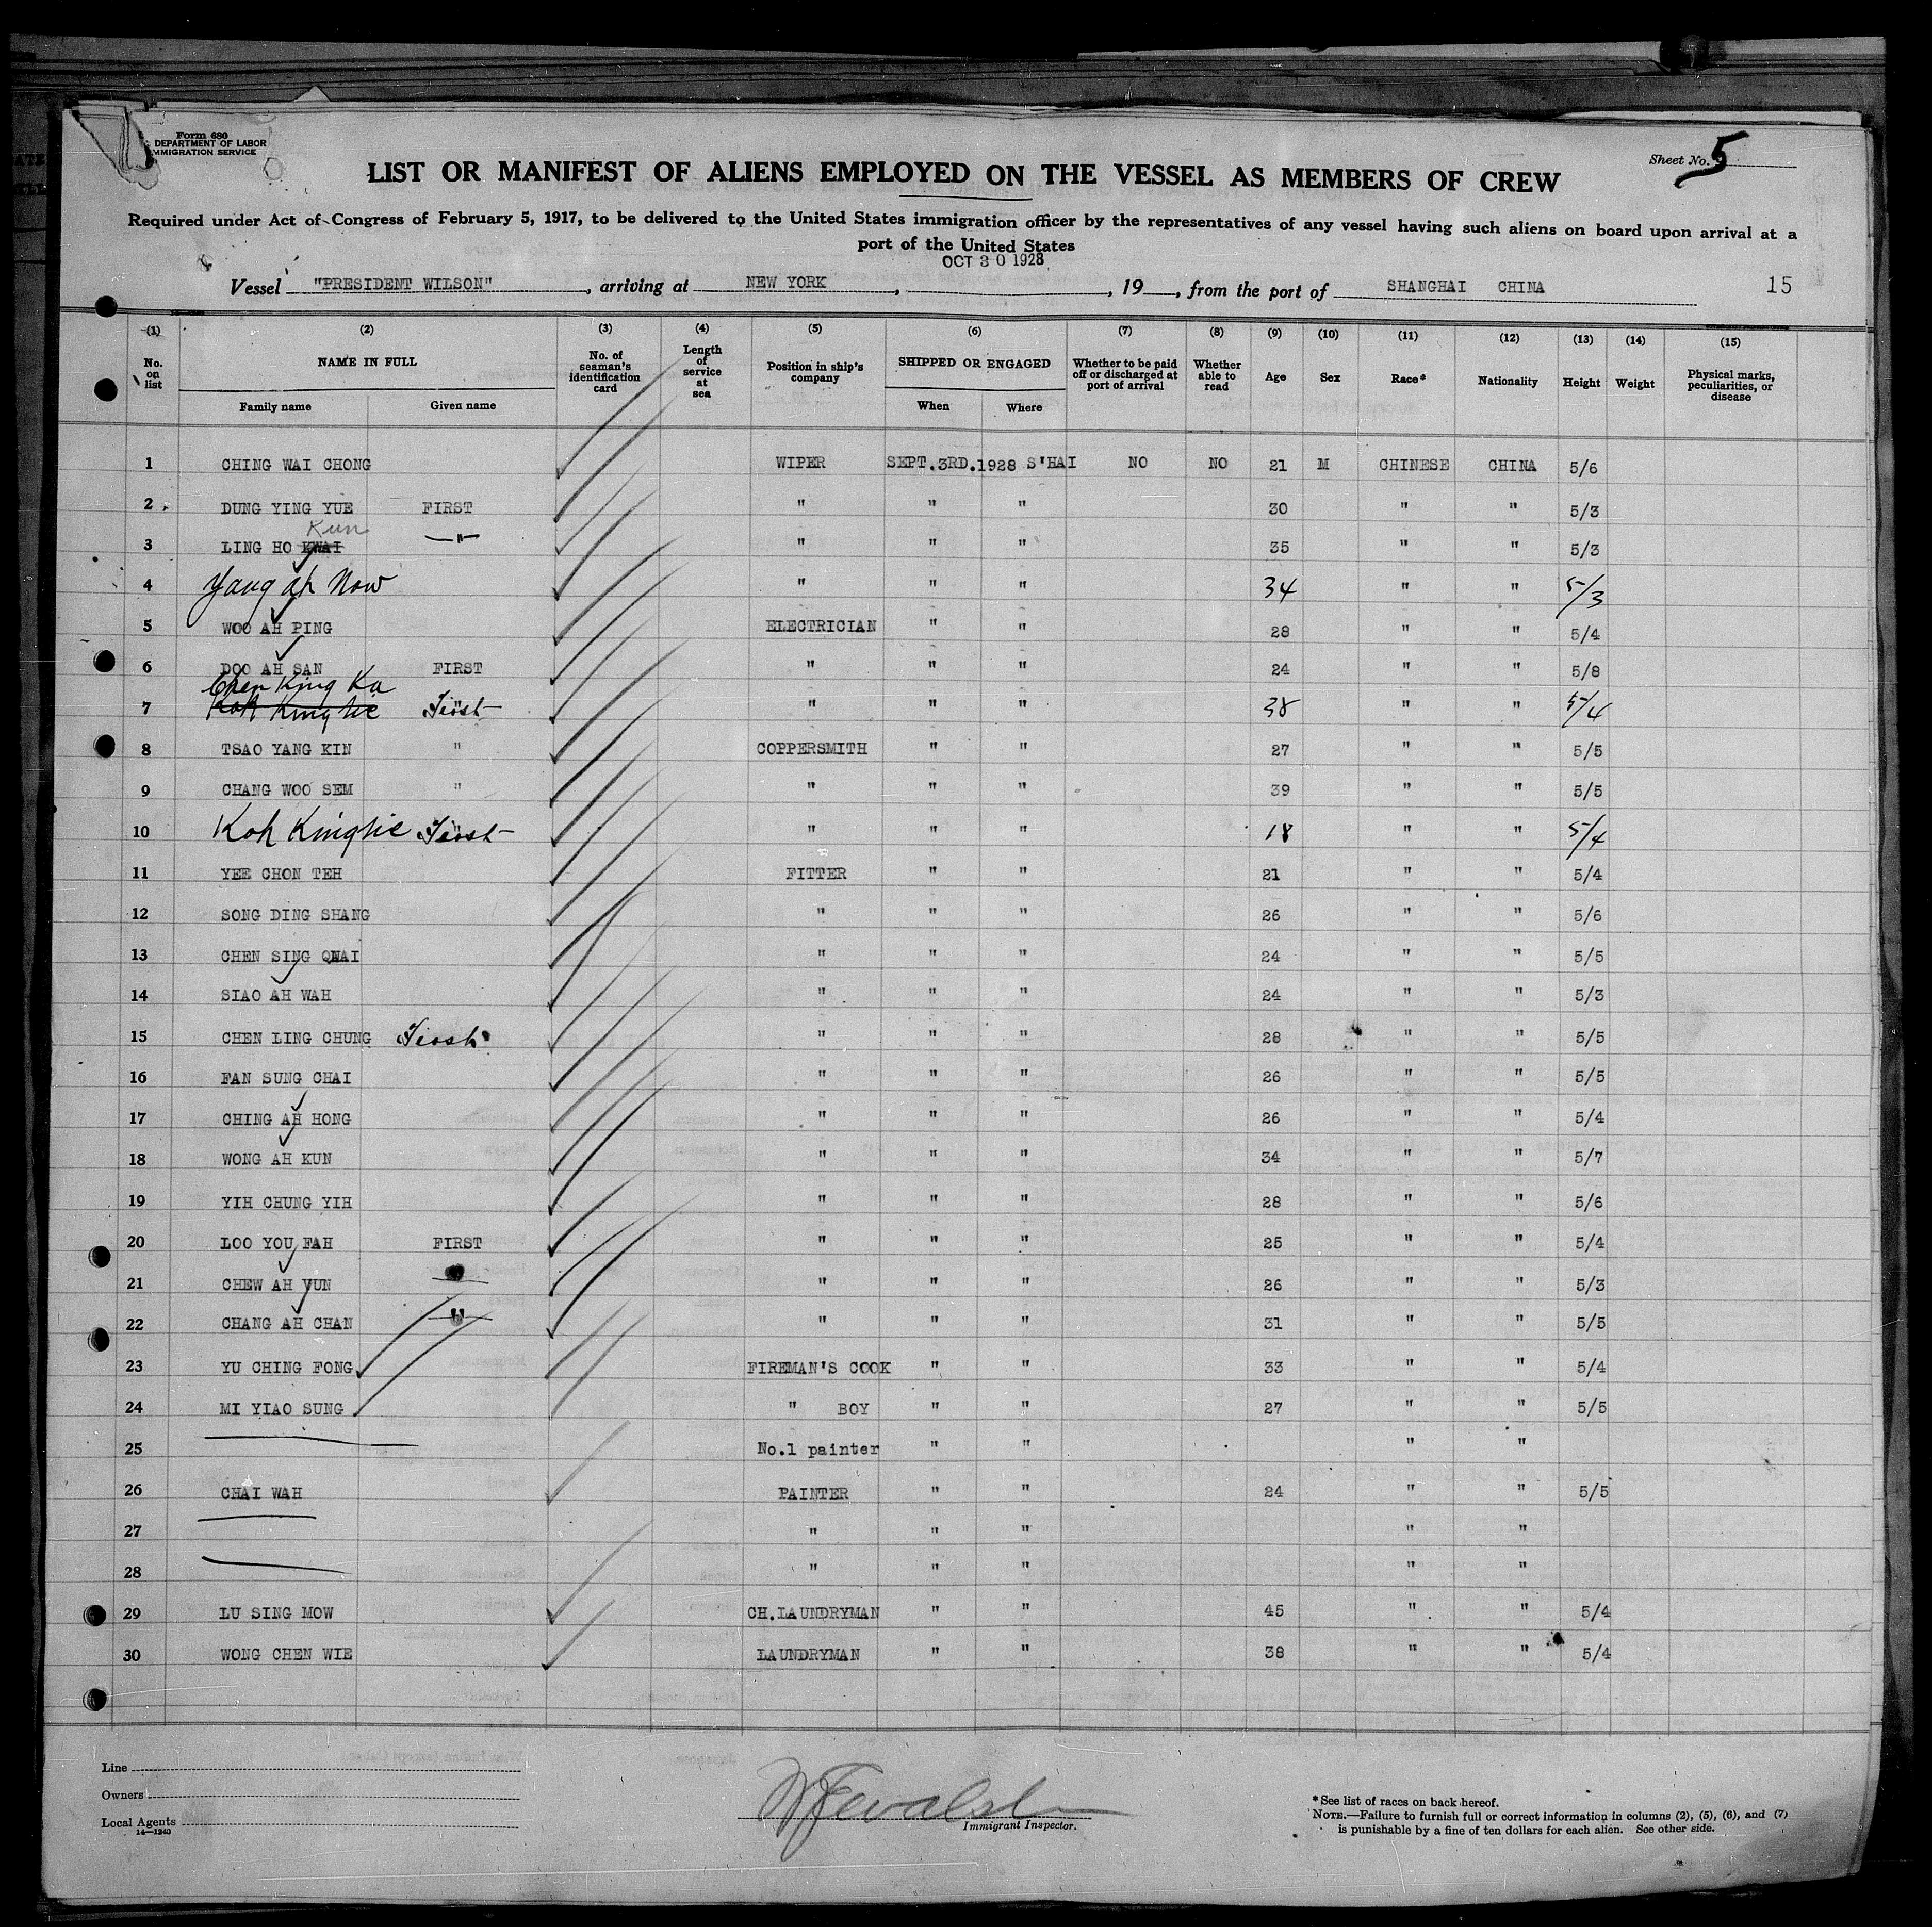 Form 680
DEPARTMENT OF LABOR
IMMIGRATION SERVICE
Sheet No. 5
LIST OR MANIFEST OF ALIENS EMPLOYED ON THE VESSEL AS MEMBERS OF CREW
Required under Act of Congress of February 5, 1917, to be delivered to the United States immigration officer by the representatives of any vessel having such aliens on board upon arrival at a
port of the United States
OCT 30 1928
Vessel "PRESIDENT WILSON", arriving at NEW YORK, , 19 , from the port of SHANGHAI CHINA 15
(1) (2) (3) (4) (5) (6) (7) (8) (9) (10) (11) (12) (13) (14) (15)
No. on list NAME IN FULL Family name Given name No. of seaman's identification card Length of service at sea Position in ship's company SHIPPED OR ENGAGED When Where Whether to be paid off or discharged at port of arrival Whether able to read Age Sex Race* Nationality Height Weight Physical marks, peculiarities, or disease
1 CHING WAI CHONG WIPER SEPT.3RD.1928 S'HAI NO NO 21 M CHINESE CHINA 5/6
2 DUNG YING YUE FIRST " " " 30 " " 5/3
Kun
3 LING HO KWAI " " " " 35 " " 5/3
4 Yang Ah Now " " " 34 " " 5/3
5 WOO AH PING ELECTRICIAN " " 28 " " 5/4
6 DOO AH SAN FIRST " " " 24 " " 5/8
Chen King Ka
7 Koh King tie First " " " 38 " " 5/4
8 TSAO YANG KIN " COPPERSMITH " " 27 " " 5/5
9 CHANG WOO SEM " " " " 39 " " 5/5
10 Koh King tie First " " " 18 " " 5/4
11 YEE CHON TEH FITTER " " 21 " " 5/4
12 SONG DING SHANG " " " 26 " " 5/6
13 CHEN SING QHAI " " " 24 " " 5/5
14 SIAO AH WAH " " " 24 " " 5/3
15 CHEN LING CHUNG First " " " 28 " " 5/5
16 FAN SUNG CHAI " " " 26 " " 5/5
17 CHING AH HONG " " " 26 " " 5/4
18 WONG AH KUN " " " 34 " " 5/7
19 YIH CHUNG YIH " " " 28 " " 5/6
20 LOO YOU FAH FIRST " " " 25 " " 5/4
21 CHEW AH YUN " " " 26 " " 5/3
22 CHANG AH CHAN " " " " 31 " " 5/5
23 YU CHING FONG FIREMAN'S COOK " " 33 " " 5/4
24 MI YIAO SUNG " BOY " " 27 " " 5/5
25 No.1 painter " " " "
26 CHAI WAH PAINTER " " 24 " " 5/5
27 " " " " "
28 " " " " "
29 LU SING MOW CH.LAUNDRYMAN " " 45 " " 5/4
30 WONG CHEN WIE LAUNDRYMAN " " 38 " " 5/4
Line
Owners
Local Agents
14—1240
Immigrant Inspector.
*See list of races on back hereof.
NOTE.—Failure to furnish full or correct information in columns (2), (5), (6), and (7)
is punishable by a fine of ten dollars for each alien. See other side.